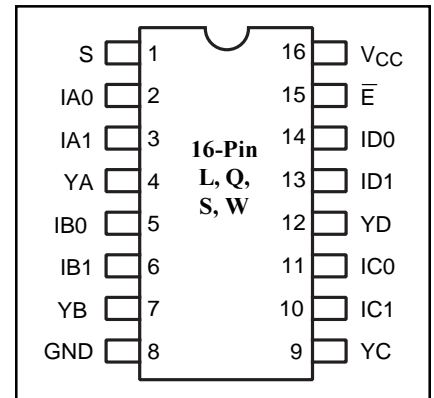 S 1 16 VCC
IA0 2 15 E̅
IA1 3 14 ID0
YA 4 13 ID1
IB0 5 12 YD
IB1 6 11 IC0
YB 7 10 IC1
GND 8 9 YC
16-Pin
L, Q,
S, W